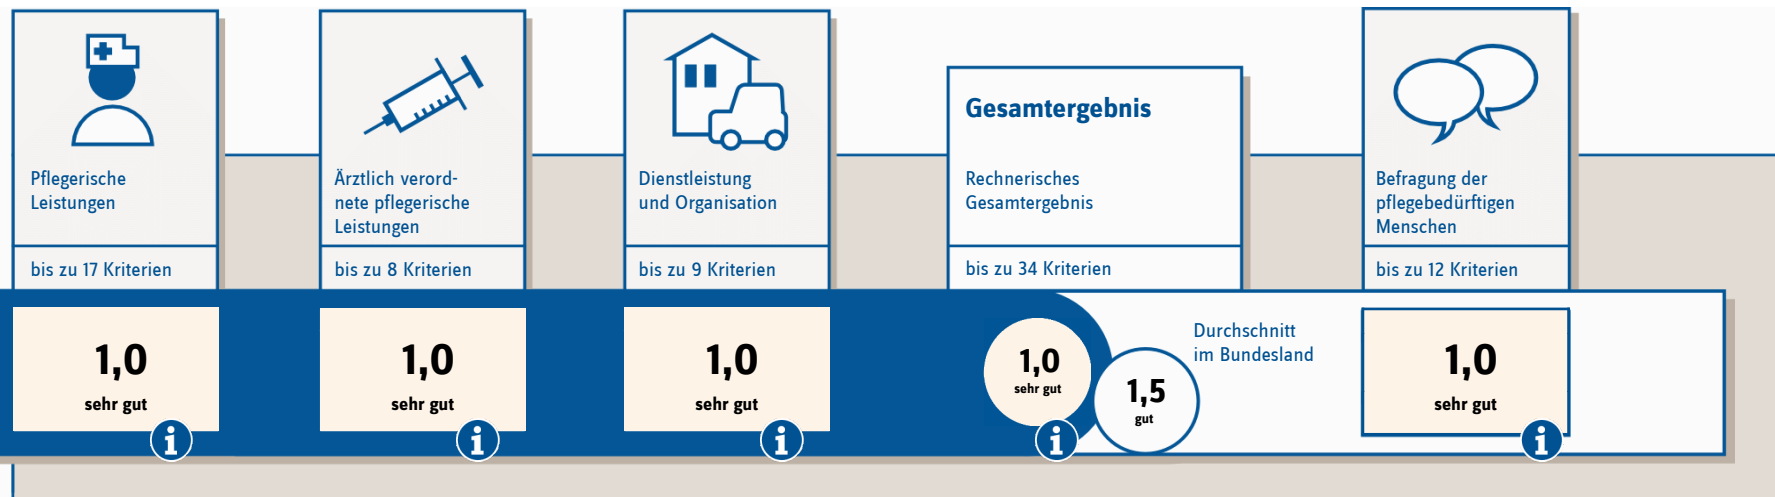 Pflegerische
Leistungen
bis zu 17 Kriterien
1,0
sehr gut
i
Ärztlich verord-
nete pflegerische
Leistungen
bis zu 8 Kriterien
1,0
sehr gut
i
Dienstleistung
und Organisation
bis zu 9 Kriterien
1,0
sehr gut
i
Gesamtergebnis
Rechnerisches
Gesamtergebnis
bis zu 34 Kriterien
1,0
sehr gut
i
1,5
gut
Durchschnitt
im Bundesland
Befragung der
pflegebedürftigen
Menschen
bis zu 12 Kriterien
1,0
sehr gut
i